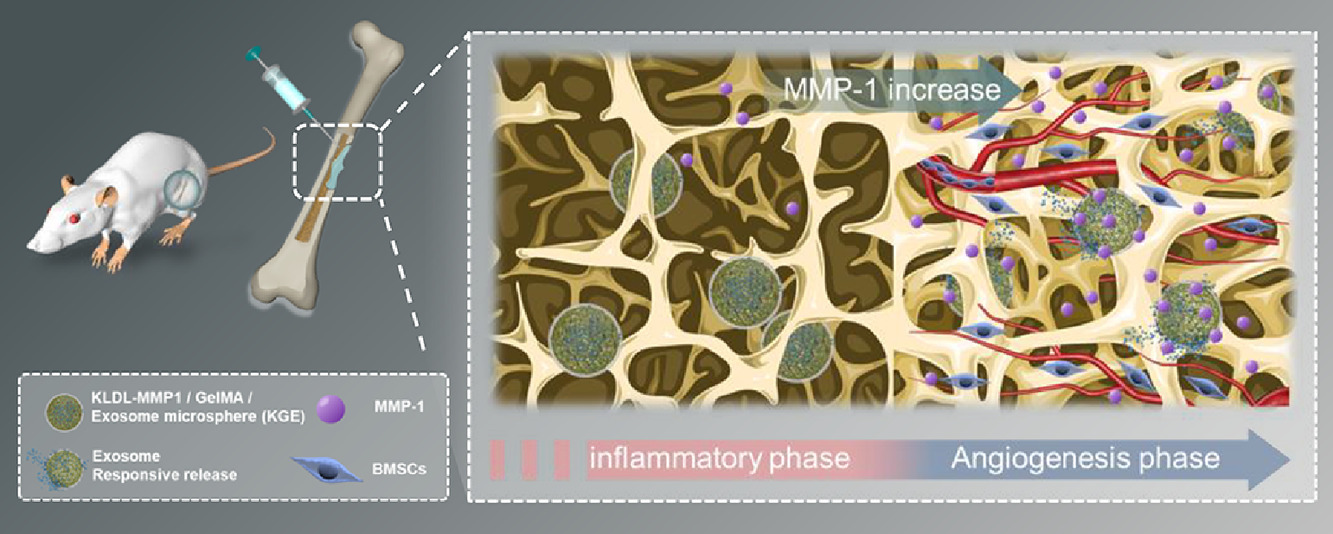 MMP-1 increase
KLDL-MMP1 / GelMA /
Exosome microsphere (KGE)
MMP-1
Exosome
Responsive release
BMSCs
inflammatory phase
Angiogenesis phase